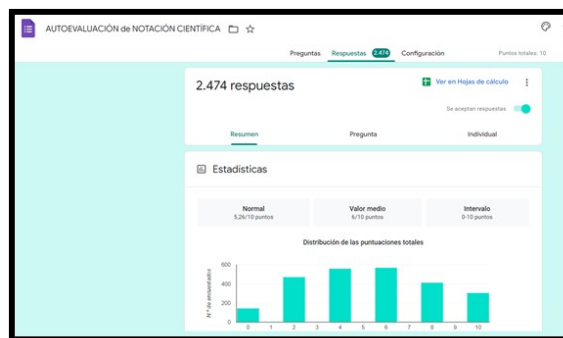 AUTOEVALUACIÓN de NOTACIÓN CIENTÍFICA
Preguntas Respuestas 2.474 Configuración Puntos totales: 10
2.474 respuestas
Ver en Hojas de cálculo
Se aceptan respuestas
Resumen Pregunta Individual
Estadísticas
Normal Valor medio Intervalo
5,26/10 puntos 6/10 puntos 0-10 puntos
Distribución de las puntuaciones totales
N.º de encuestados
600
400
200
0
0 1 2 3 4 5 6 7 8 9 10